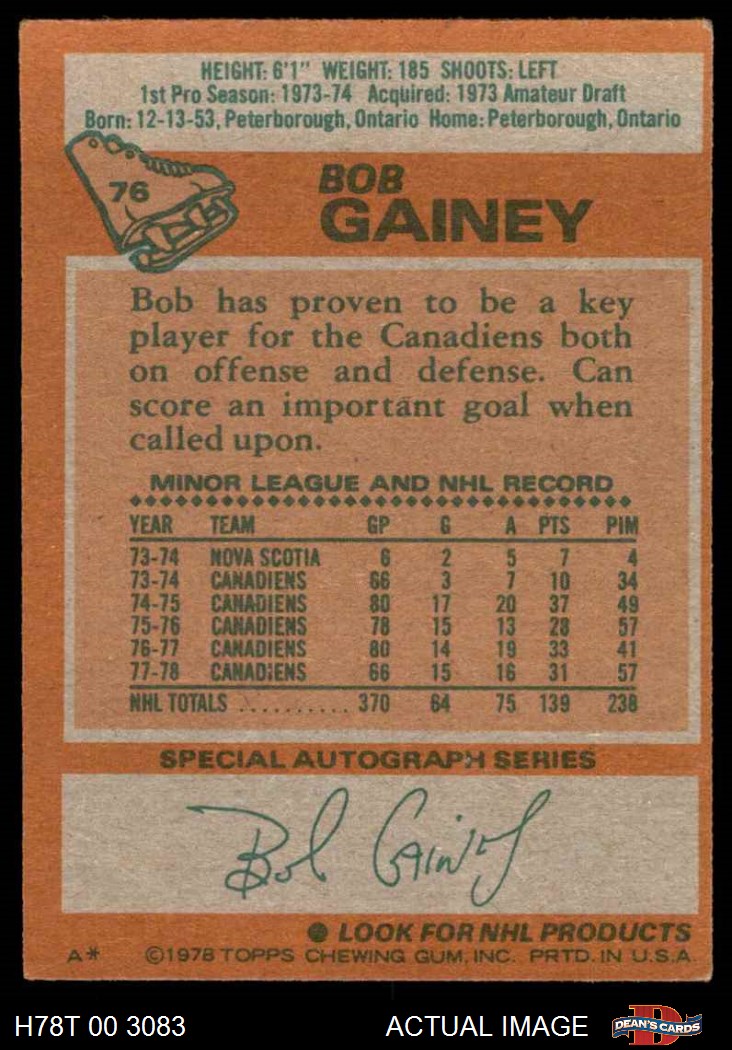 HEIGHT: 6'1" WEIGHT: 185 SHOOTS: LEFT
1st Pro Season: 1973-74 Acquired: 1973 Amateur Draft
Born: 12-13-53, Peterborough, Ontario Home: Peterborough, Ontario
76
BOB
GAINEY
Bob has proven to be a key
player for the Canadiens both
on offense and defense. Can
score an important goal when
called upon.
MINOR LEAGUE AND NHL RECORD
YEAR TEAM GP G A PTS PIM
73-74 NOVA SCOTIA 6 2 5 7 4
73-74 CANADIENS 66 3 7 10 34
74-75 CANADIENS 80 17 20 37 49
75-76 CANADIENS 78 15 13 28 57
76-77 CANADIENS 80 14 19 33 41
77-78 CANADIENS 66 15 16 31 57
NHL TOTALS .......... 370 64 75 139 238
SPECIAL AUTOGRAPH SERIES
Bob Gainey
LOOK FOR NHL PRODUCTS
A* ©1978 TOPPS CHEWING GUM, INC. PRTD. IN U.S.A
H78T 00 3083 ACTUAL IMAGE D DEAN'S CARDS